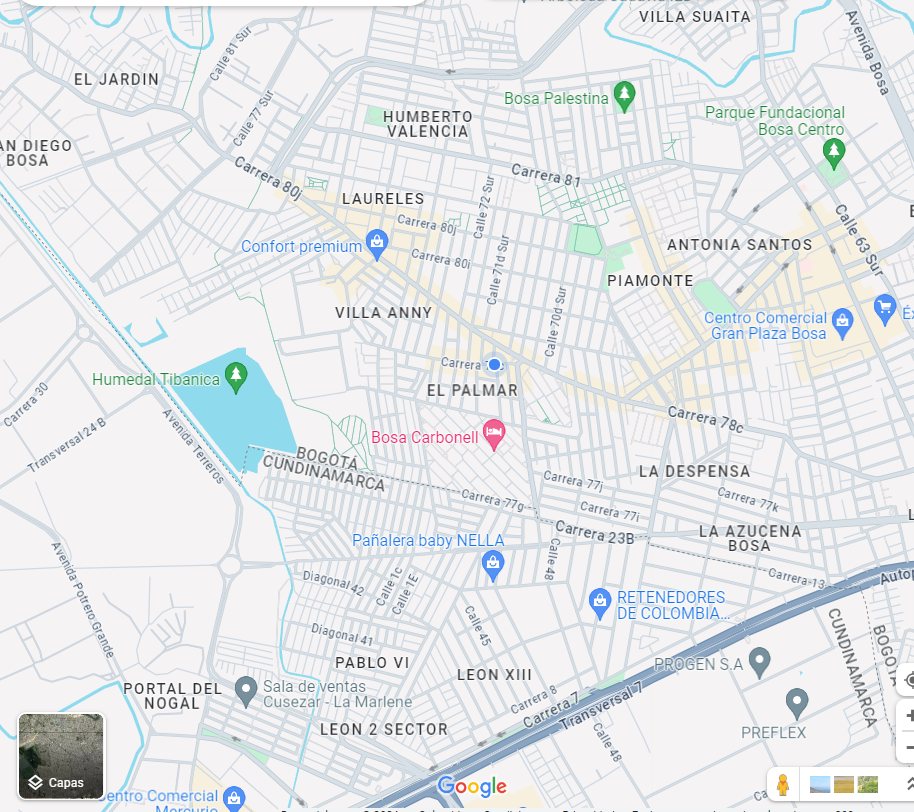 VILLA SUAITA
Avenida Bosa
Calle 81 Sur
EL JARDIN
Calle 77 Sur
Bosa Palestina
HUMBERTO
VALENCIA
Parque Fundacional
Bosa Centro
AN DIEGO
BOSA
Carrera 80j
Carrera 81
LAURELES
Calle 72 Sur
Carrera 80j
Calle 63 Sur
Confort premium
Carrera 80i
Calle 71d Sur
ANTONIA SANTOS
PIAMONTE
VILLA ANNY
Calle 70d Sur
Centro Comercial
Gran Plaza Bosa
Éx
Carrera
Humedal Tibanica
EL PALMAR
Carrera 30
Transversal 24 B
Avenida Terreros
Carrera 78c
Bosa Carbonell
BOGOTÁ
CUNDINAMARCA
LA DESPENSA
Carrera 77j
Carrera 77k
Carrera 77g
Carrera 77i
Carrera 23B
LA AZUCENA
BOSA
Pañalera baby NELLA
Calle 48
Avenida Potrero Grande
Diagonal 42
Calle 1c
Calle 1E
Carrera 13
Autop
RETENEDORES
DE COLOMBIA...
Calle 45
Diagonal 41
CUNDINAMARCA
BOGOTÁ
PABLO VI
LEON XIII
PROGEN S.A
PORTAL DEL
NOGAL
Sala de ventas
Cusezar - La Marlene
Carrera 8
Carrera 7
Transversal 7
LEON 2 SECTOR
Calle 48
PREFLEX
Capas
Google
entro Comercial
Mercurio